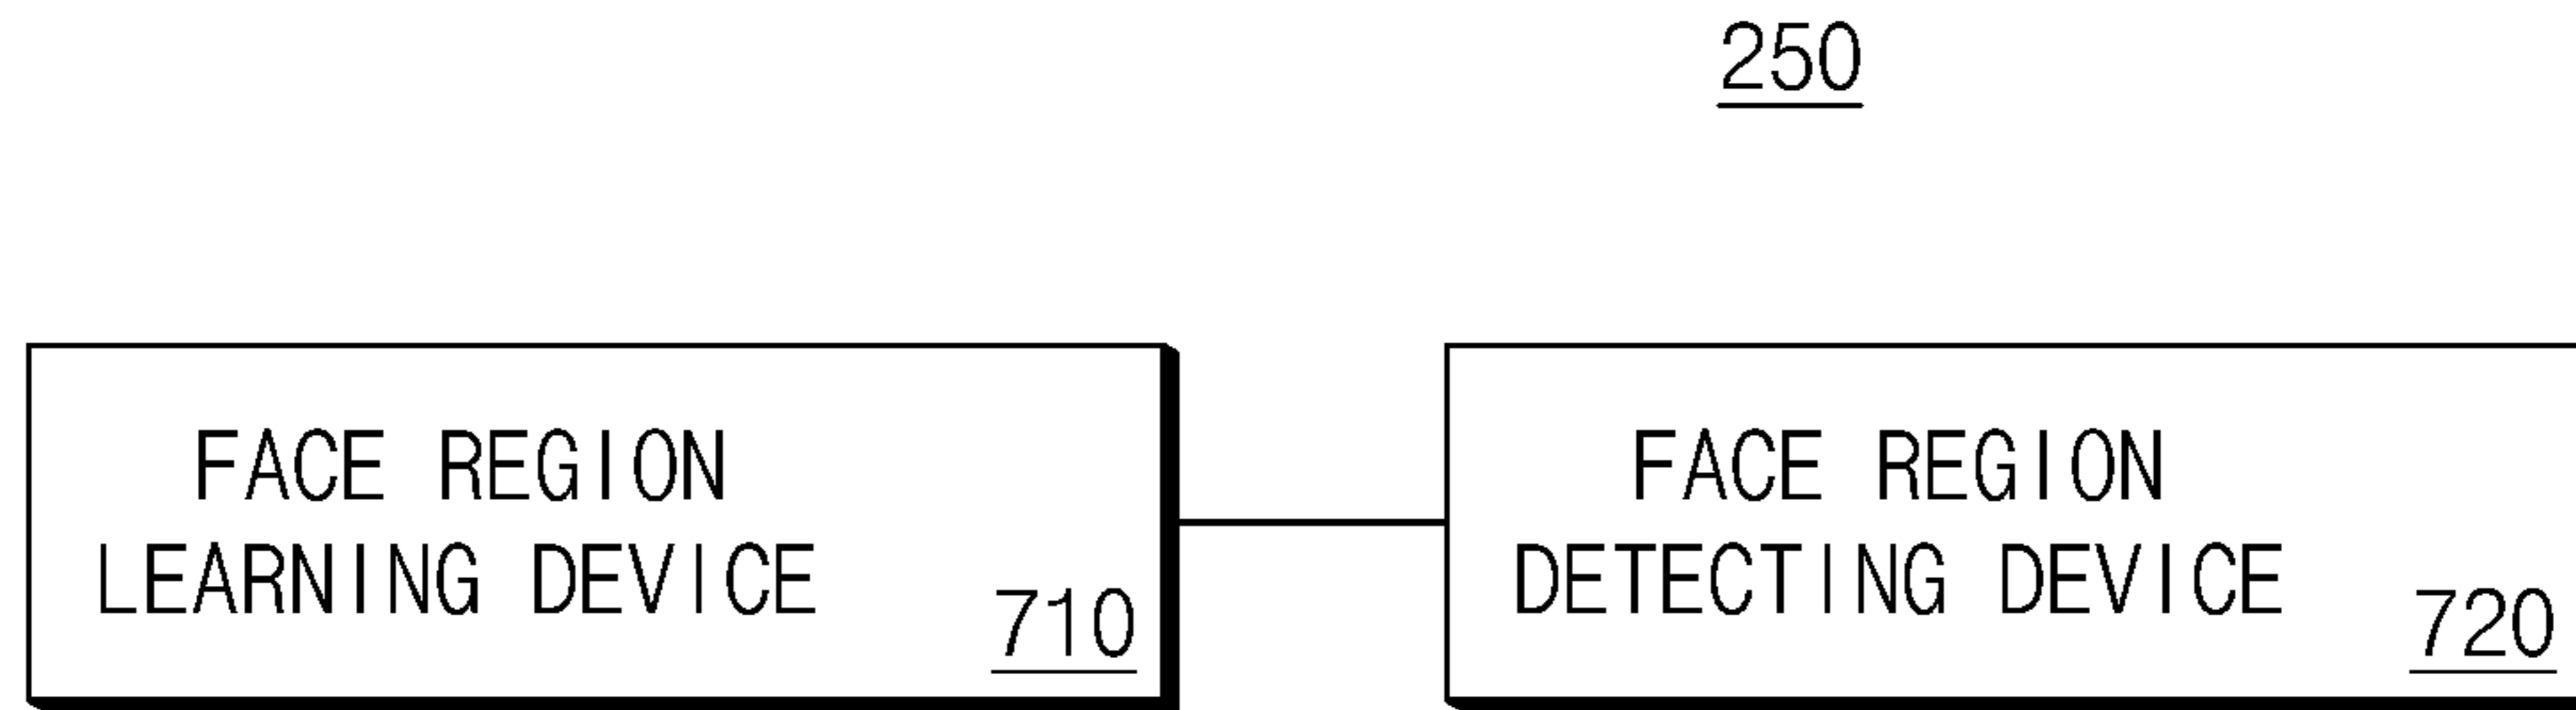 250
FACE REGION
LEARNING DEVICE
710
FACE REGION
DETECTING DEVICE
720